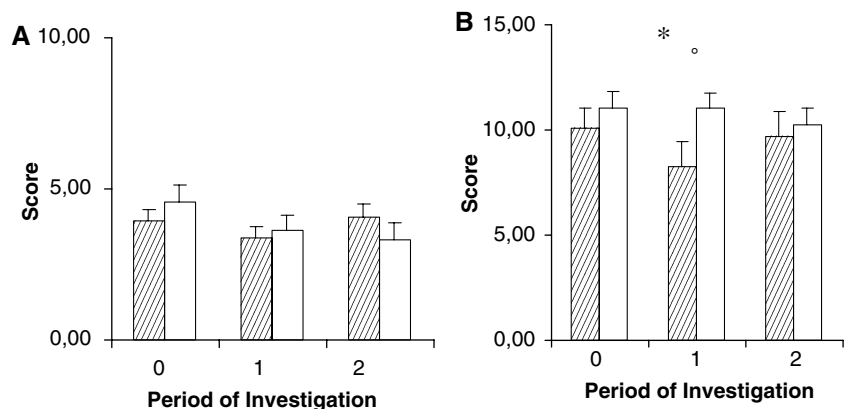 A
10,00
5,00
0,00
Score
0
1
2
Period of Investigation
B
15,00
*
°
10,00
5,00
0,00
Score
0
1
2
Period of Investigation